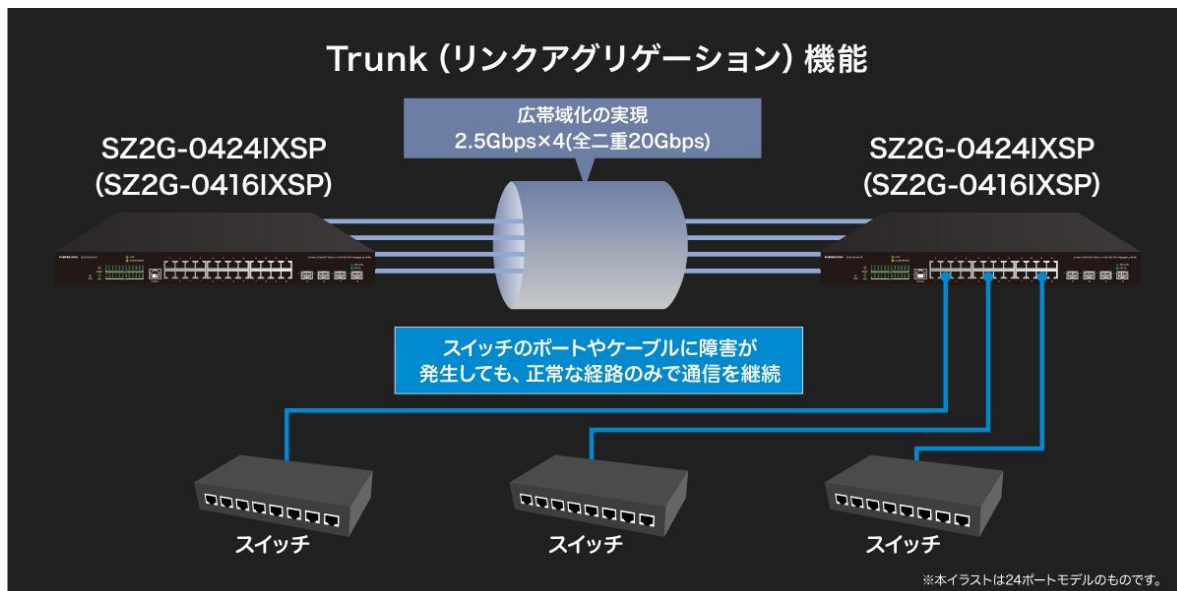 Trunk（リンクアグリゲーション）機能
広帯域化の実現
2.5Gbps×4(全二重20Gbps)
SZ2G-0424IXSP
(SZ2G-0416IXSP)
SZ2G-0424IXSP
(SZ2G-0416IXSP)
スイッチのポートやケーブルに障害が
発生しても、正常な経路のみで通信を継続
スイッチ
スイッチ
スイッチ
※本イラストは24ポートモデルのものです。